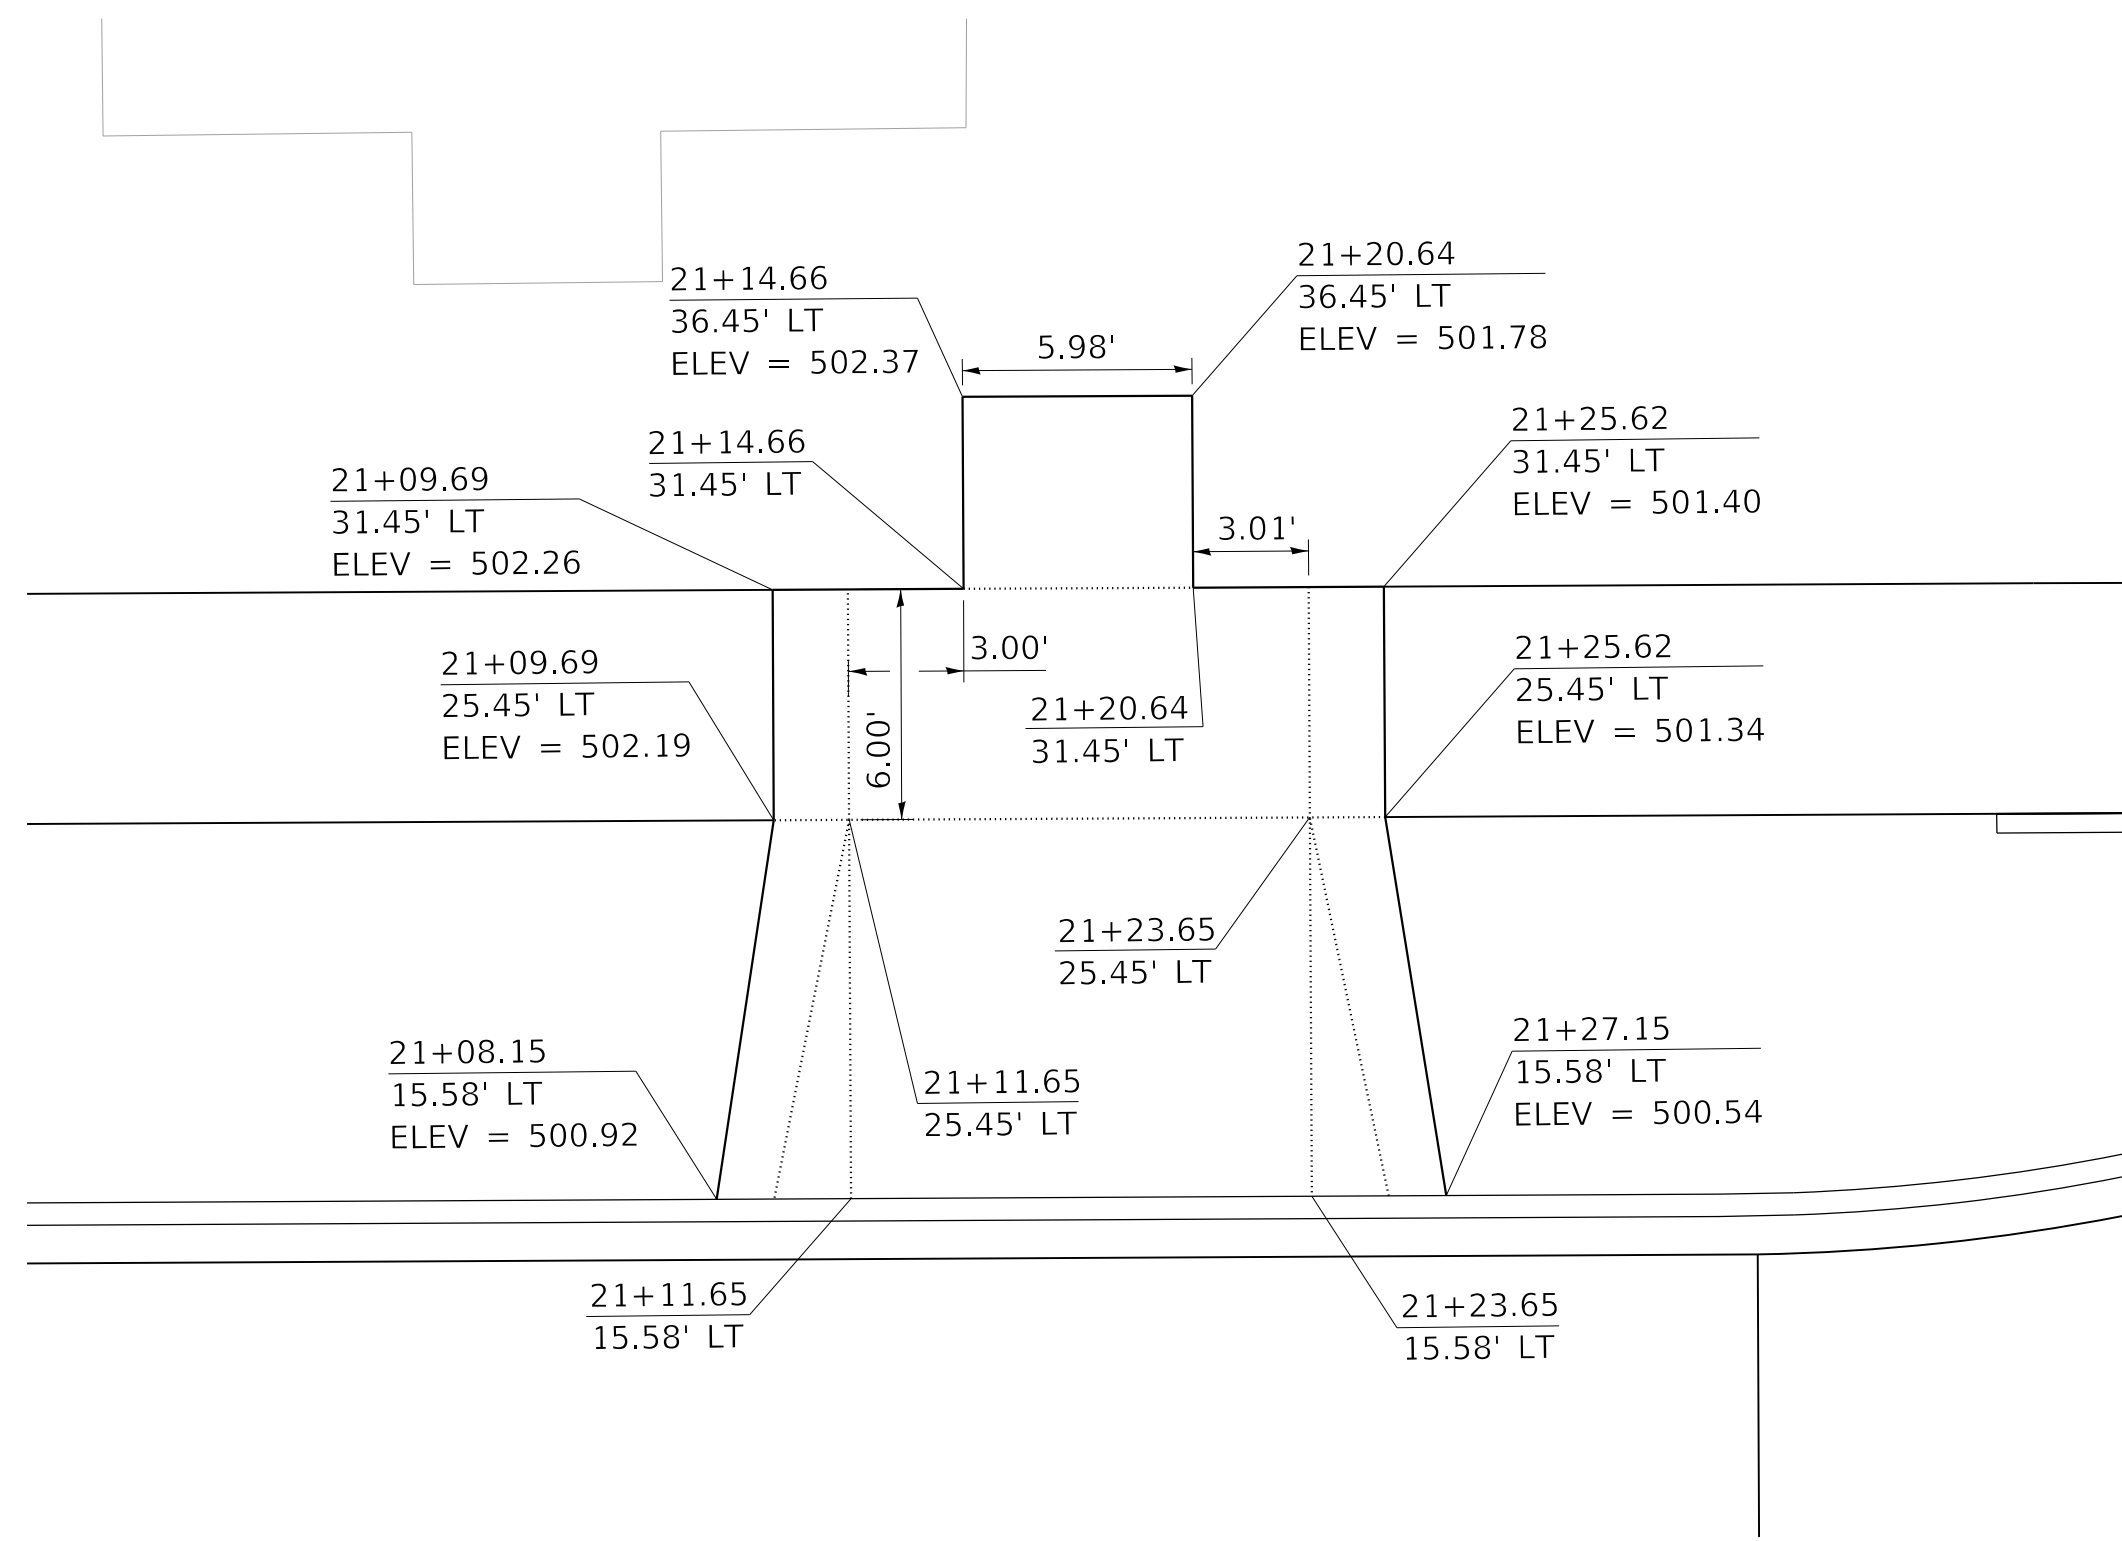 21+20.64
36.45' LT
ELEV = 501.78
21+14.66
36.45' LT
ELEV = 502.37
5.98'
21+25.62
31.45' LT
ELEV = 501.40
21+14.66
31.45' LT
21+09.69
31.45' LT
ELEV = 502.26
3.01'
3.00'
21+09.69
25.45' LT
ELEV = 502.19
6.00'
21+20.64
31.45' LT
21+25.62
25.45' LT
ELEV = 501.34
21+23.65
25.45' LT
21+08.15
15.58' LT
ELEV = 500.92
21+11.65
25.45' LT
21+27.15
15.58' LT
ELEV = 500.54
21+11.65
15.58' LT
21+23.65
15.58' LT